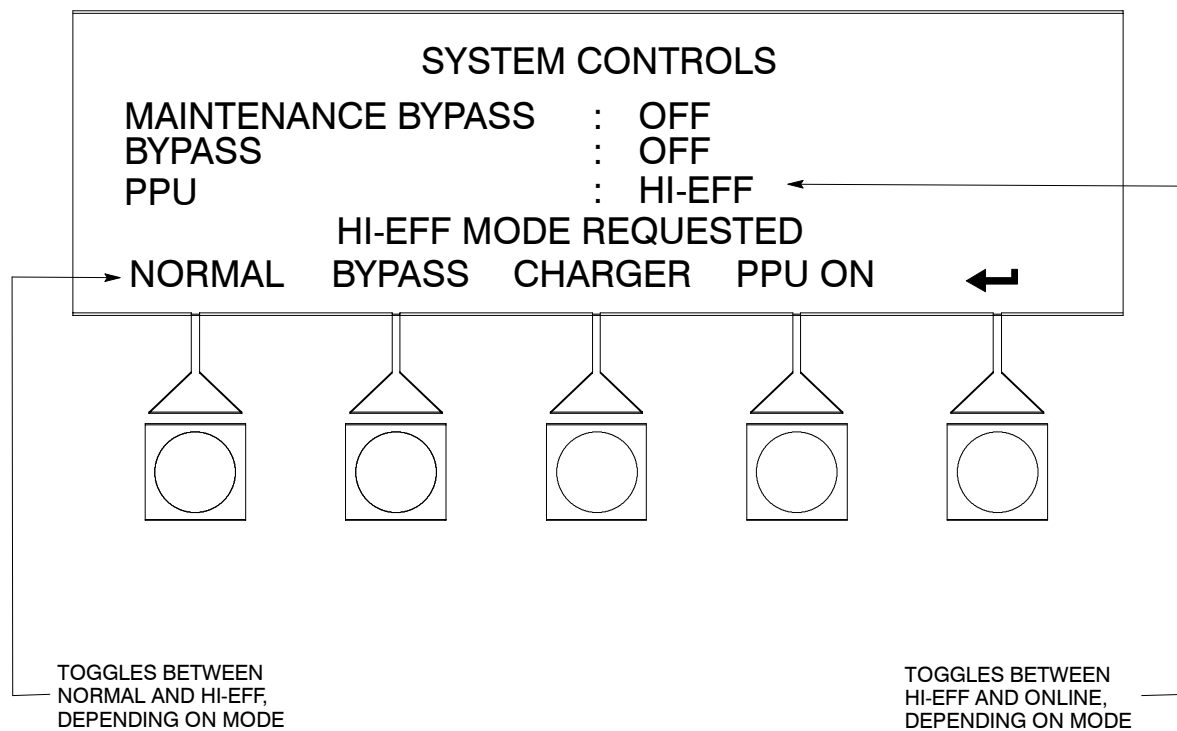 SYSTEM CONTROLS
MAINTENANCE BYPASS : OFF
BYPASS : OFF
PPU : HI-EFF
HI-EFF MODE REQUESTED
NORMAL BYPASS CHARGER PPU ON
TOGGLES BETWEEN
NORMAL AND HI-EFF,
DEPENDING ON MODE
TOGGLES BETWEEN
HI-EFF AND ONLINE,
DEPENDING ON MODE